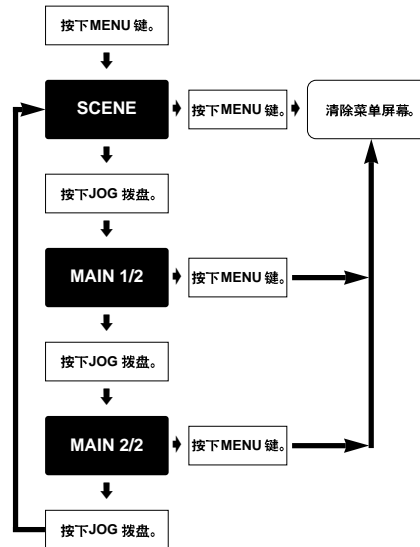 按下MENU 键。
SCENE
按下MENU 键。
清除菜单屏幕。
按下JOG 拨盘。
MAIN 1/2
按下MENU 键。
按下JOG 拨盘。
MAIN 2/2
按下MENU 键。
按下JOG 拨盘。